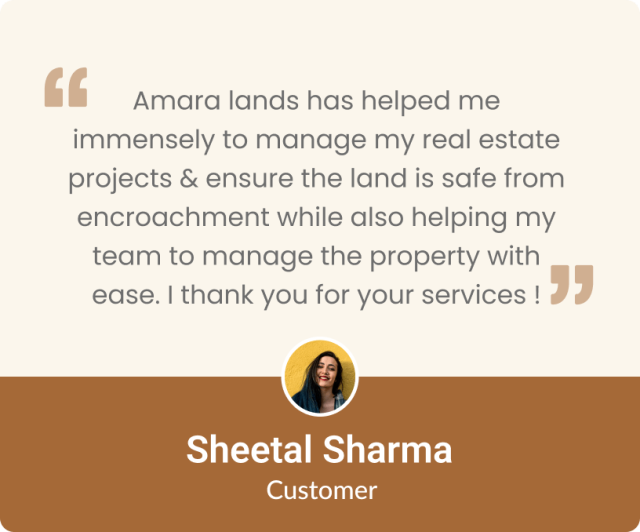 “
Amara lands has helped me
immensely to manage my real estate
projects & ensure the land is safe from
encroachment while also helping my
team to manage the property with
ease. I thank you for your services !
”
Sheetal Sharma
Customer